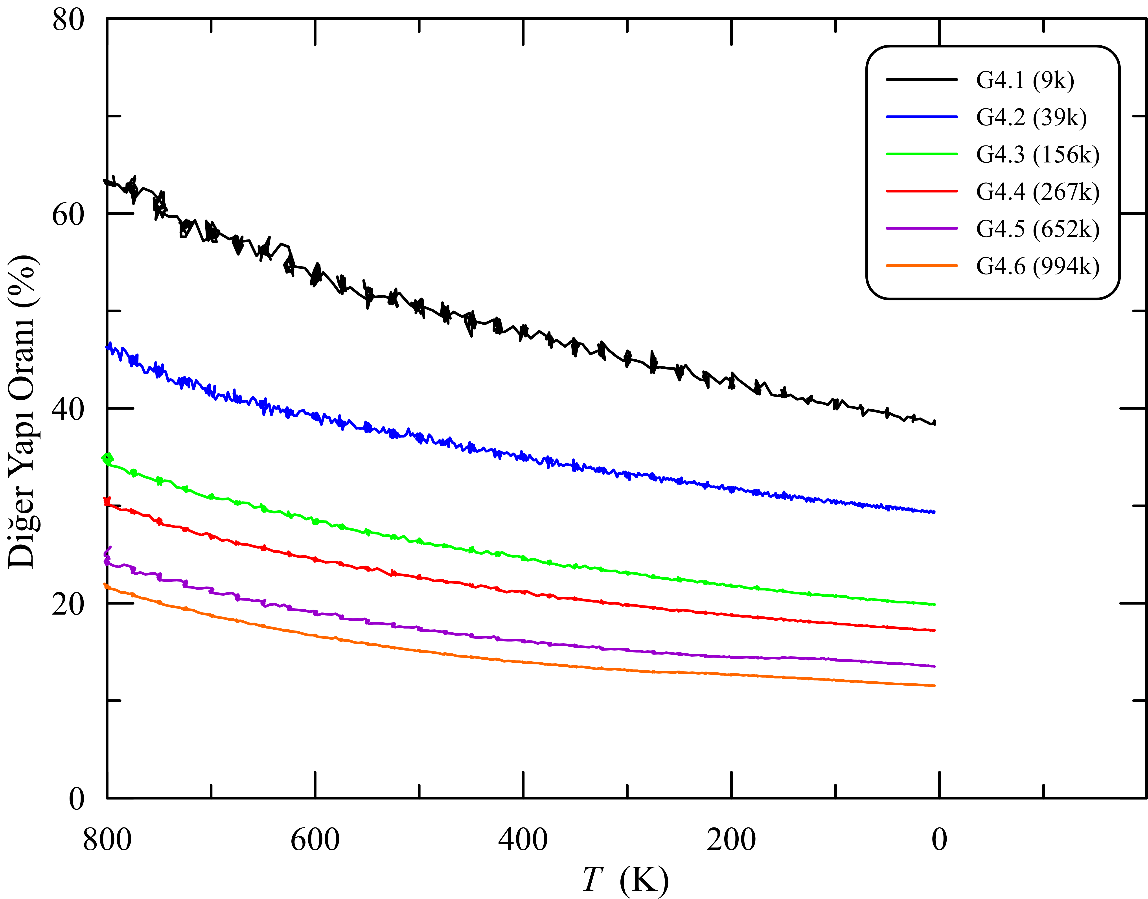 80
60
40
20
0
Diğer Yapı Oranı (%)
G4.1 (9k)
G4.2 (39k)
G4.3 (156k)
G4.4 (267k)
G4.5 (652k)
G4.6 (994k)
800
600
400
200
0
T (K)